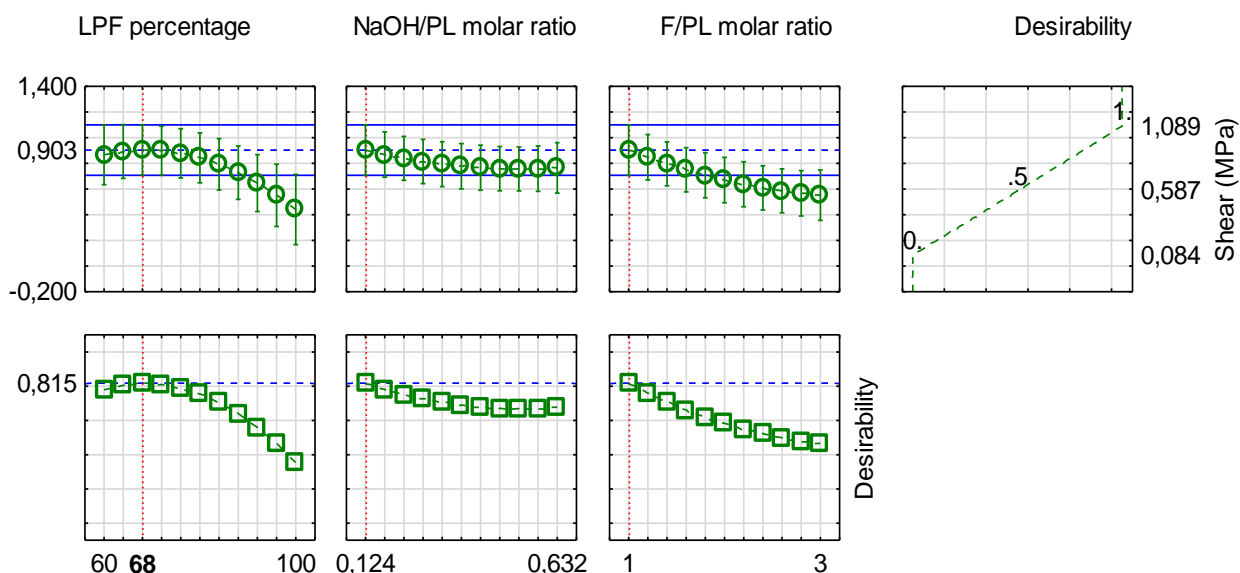 LPF percentage
NaOH/PL molar ratio
F/PL molar ratio
Desirability
1,400
0,903
-0,200
1.
.5
0.
1,089
0,587
0,084
Shear (MPa)
0,815
Desirability
60 68 100
0,124 0,632
1 3